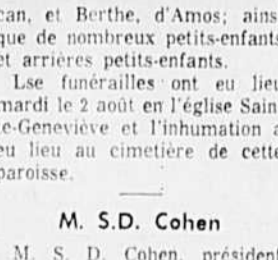 can, et Berthe, d'Amos; ains
que de nombreux petits-enfants
et arrières petits-enfants.
Lse funérailles ont eu lieu
mardi le 2 août en l'église Sain
te-Geneviève et l'inhumation a
eu lieu au cimetière de cette
paroisse.
M. S.D. Cohen
M. S. D. Cohen, président